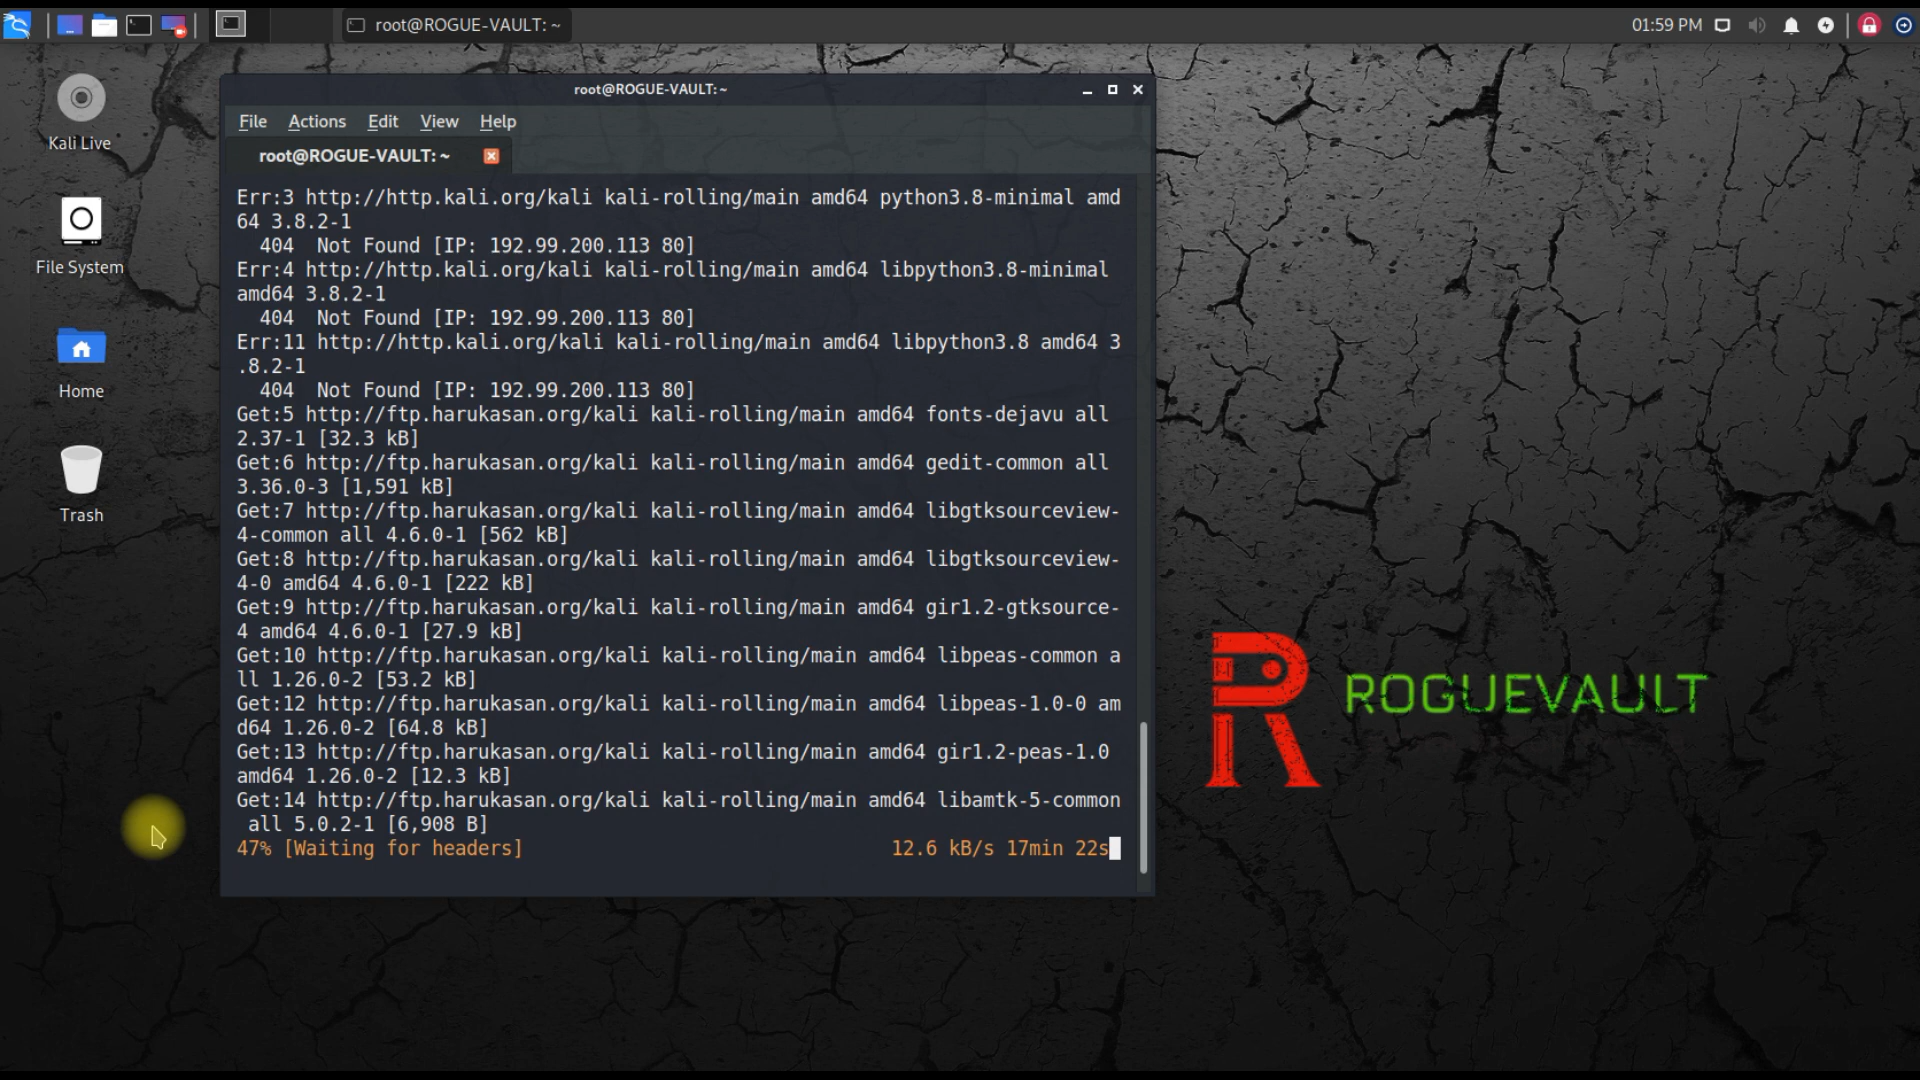 root@ROGUE-VAULT: ~
01:59 PM
Kali Live
File System
Home
Trash
root@ROGUE-VAULT: ~
File Actions Edit View Help
root@ROGUE-VAULT: ~
Err:3 http://http.kali.org/kali kali-rolling/main amd64 python3.8-minimal amd
64 3.8.2-1
  404  Not Found [IP: 192.99.200.113 80]
Err:4 http://http.kali.org/kali kali-rolling/main amd64 libpython3.8-minimal
amd64 3.8.2-1
  404  Not Found [IP: 192.99.200.113 80]
Err:11 http://http.kali.org/kali kali-rolling/main amd64 libpython3.8 amd64 3
.8.2-1
  404  Not Found [IP: 192.99.200.113 80]
Get:5 http://ftp.harukasan.org/kali kali-rolling/main amd64 fonts-dejavu all
2.37-1 [32.3 kB]
Get:6 http://ftp.harukasan.org/kali kali-rolling/main amd64 gedit-common all
3.36.0-3 [1,591 kB]
Get:7 http://ftp.harukasan.org/kali kali-rolling/main amd64 libgtksourceview-
4-common all 4.6.0-1 [562 kB]
Get:8 http://ftp.harukasan.org/kali kali-rolling/main amd64 libgtksourceview-
4-0 amd64 4.6.0-1 [222 kB]
Get:9 http://ftp.harukasan.org/kali kali-rolling/main amd64 gir1.2-gtksource-
4 amd64 4.6.0-1 [27.9 kB]
Get:10 http://ftp.harukasan.org/kali kali-rolling/main amd64 libpeas-common a
ll 1.26.0-2 [53.2 kB]
Get:12 http://ftp.harukasan.org/kali kali-rolling/main amd64 libpeas-1.0-0 am
d64 1.26.0-2 [64.8 kB]
Get:13 http://ftp.harukasan.org/kali kali-rolling/main amd64 gir1.2-peas-1.0
amd64 1.26.0-2 [12.3 kB]
Get:14 http://ftp.harukasan.org/kali kali-rolling/main amd64 libamtk-5-common
 all 5.0.2-1 [6,908 B]
47% [Waiting for headers] 12.6 kB/s 17min 22s
R ROGUEVAULT